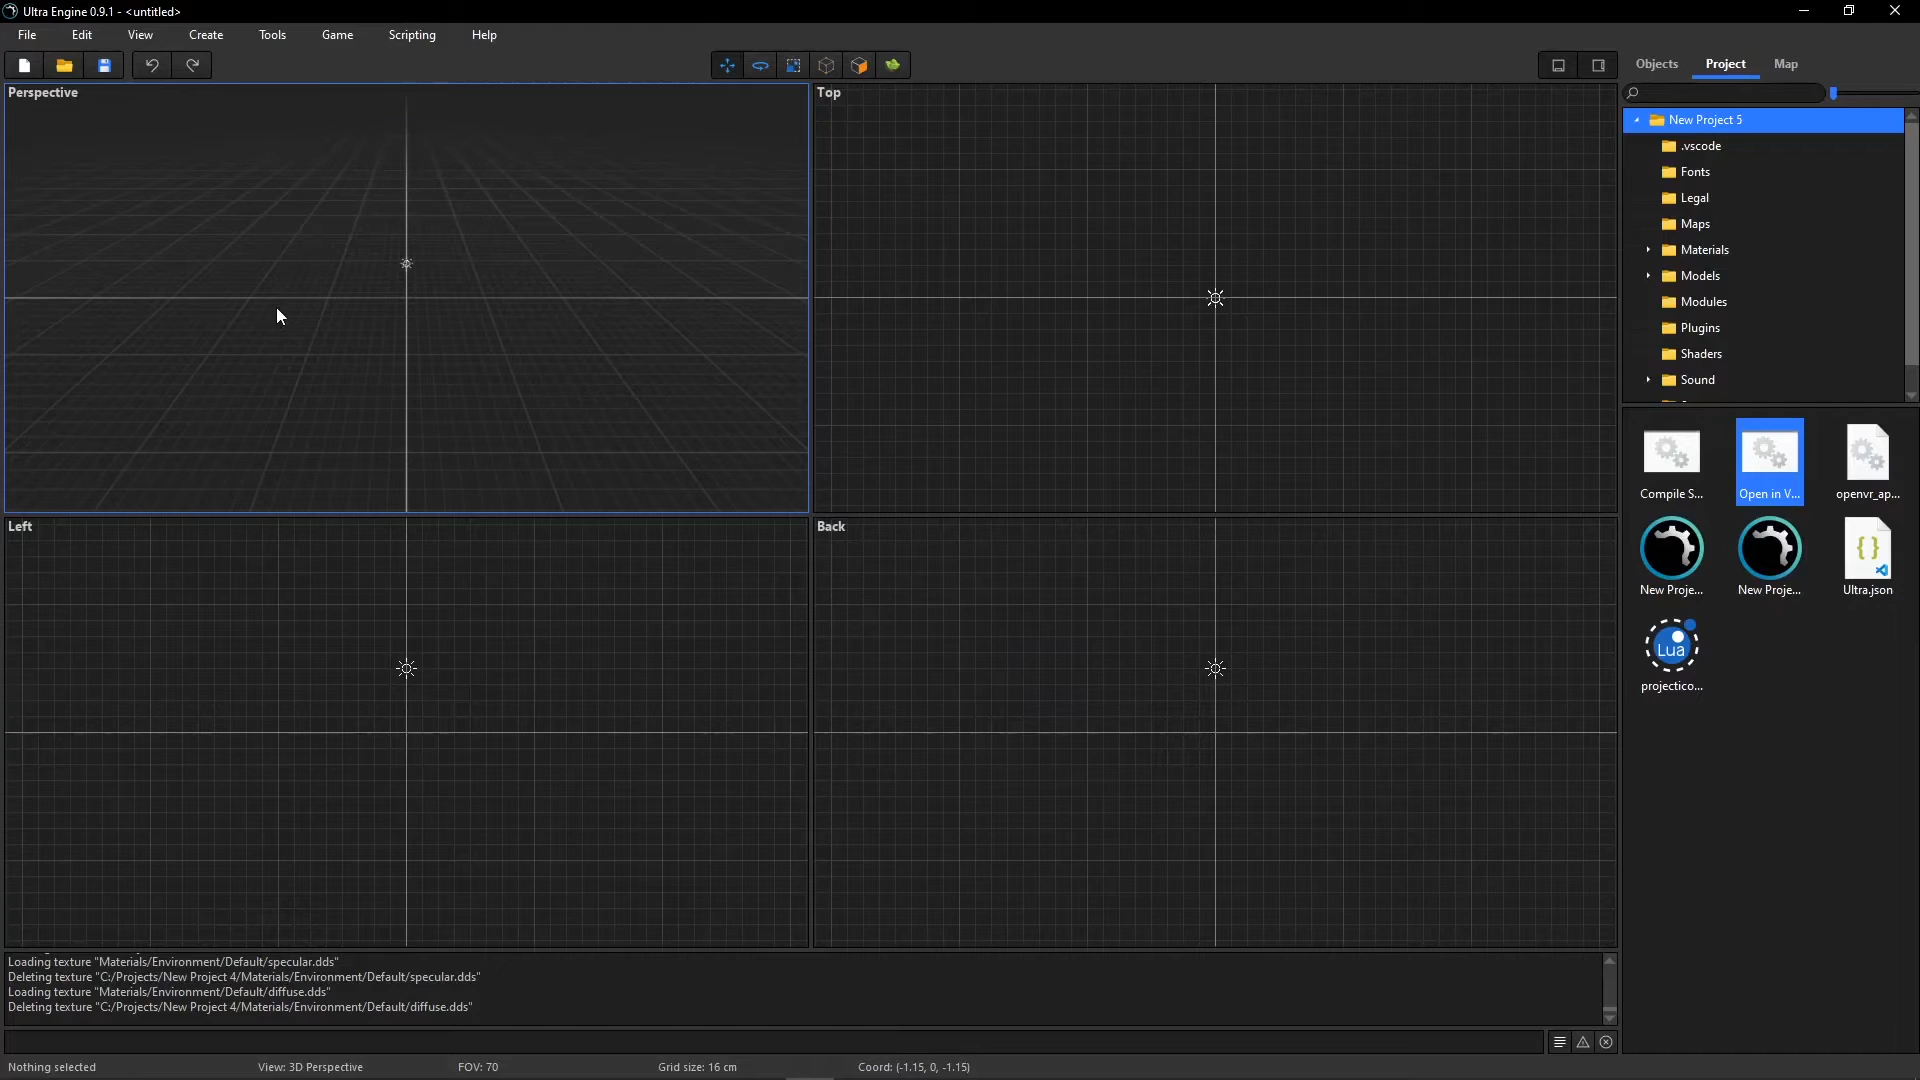 Ultra Engine 0.9.1 - <untitled>
File Edit View Create Tools Game Scripting Help
Objects Project Map
Perspective
Top
New Project 5
.vscode
Fonts
Legal
Maps
Materials
Models
Modules
Plugins
Shaders
Sound
Compile S... Open in V... openvr_ap...
New Proje... New Proje... Ultra.json
Lua
projectico...
Left
Back
Loading texture "Materials/Environment/Default/specular.dds"
Deleting texture "C:/Projects/New Project 4/Materials/Environment/Default/specular.dds"
Loading texture "Materials/Environment/Default/diffuse.dds"
Deleting texture "C:/Projects/New Project 4/Materials/Environment/Default/diffuse.dds"
Nothing selected View: 3D Perspective FOV: 70 Grid size: 16 cm Coord: (-1.15, 0, -1.15)